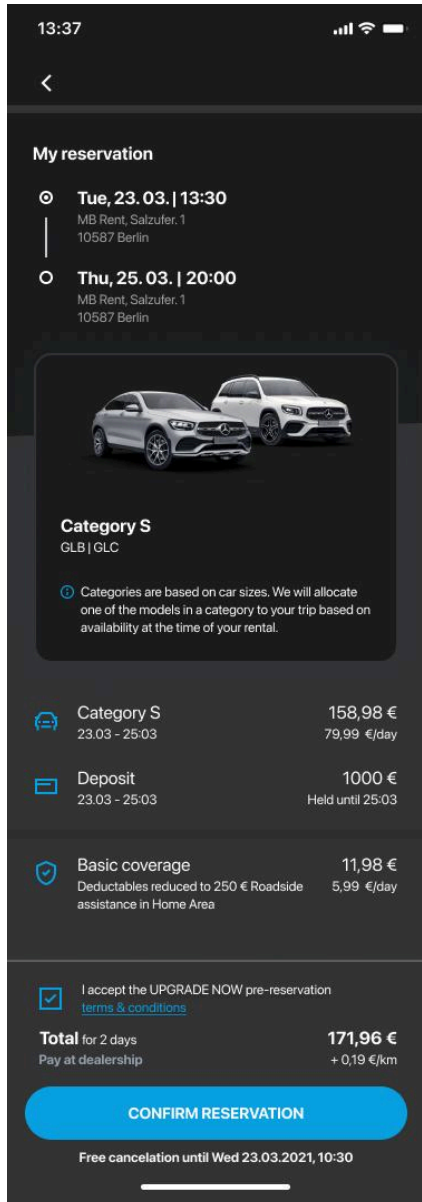 13:37
My reservation
Tue, 23. 03. | 13:30
MB Rent, Salzufer. 1
10587 Berlin
Thu, 25. 03. | 20:00
MB Rent, Salzufer. 1
10587 Berlin
Category S
GLB | GLC
Categories are based on car sizes. We will allocate
one of the models in a category to your trip based on
availability at the time of your rental.
Category S 158,98 €
23.03 - 25:03 79,99 €/day
Deposit 1000 €
23.03 - 25:03 Held until 25:03
Basic coverage 11,98 €
Deductables reduced to 250 € Roadside 5,99 €/day
assistance in Home Area
I accept the UPGRADE NOW pre-reservation
terms & conditions
Total for 2 days 171,96 €
Pay at dealership + 0,19 €/km
CONFIRM RESERVATION
Free cancelation until Wed 23.03.2021, 10:30